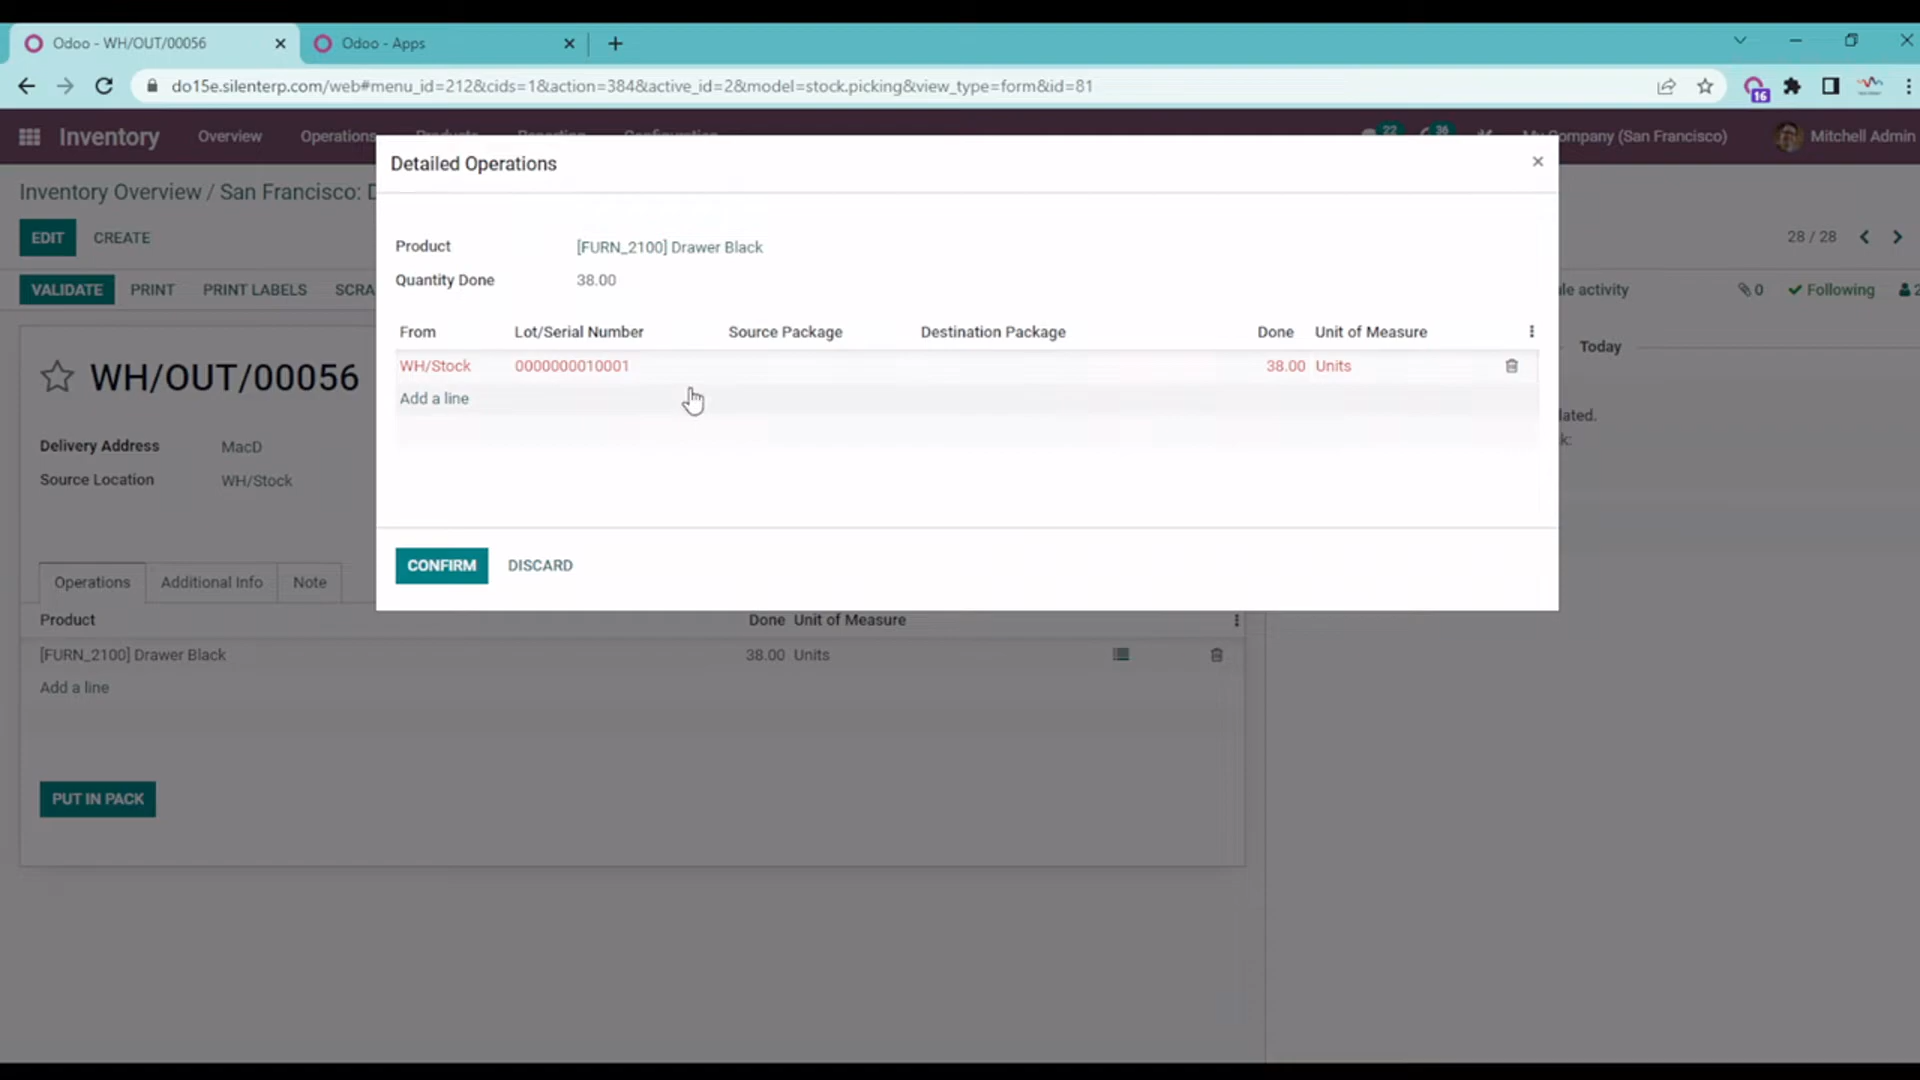 Odoo - WH/OUT/00056
Odoo - Apps
do15e.silenterp.com/web#menu_id=212&cids=1&action=384&active_id=2&model=stock.picking&view_type=form&id=81
16
Inventory Overview Operations Products Reporting Configuration 22 36 My Company (San Francisco) Mitchell Admin
Detailed Operations
Inventory Overview / San Francisco: D
EDIT CREATE
28 / 28
Product [FURN_2100] Drawer Black
Quantity Done 38.00
VALIDATE PRINT PRINT LABELS SCRA
le activity 0 Following 2
From Lot/Serial Number Source Package Destination Package Done Unit of Measure
Today
WH/Stock 0000000010001 38.00 Units
WH/OUT/00056
Add a line
lated.
k:
Delivery Address MacD
Source Location WH/Stock
CONFIRM DISCARD
Operations Additional Info Note
Product Done Unit of Measure
[FURN_2100] Drawer Black 38.00 Units
Add a line
PUT IN PACK